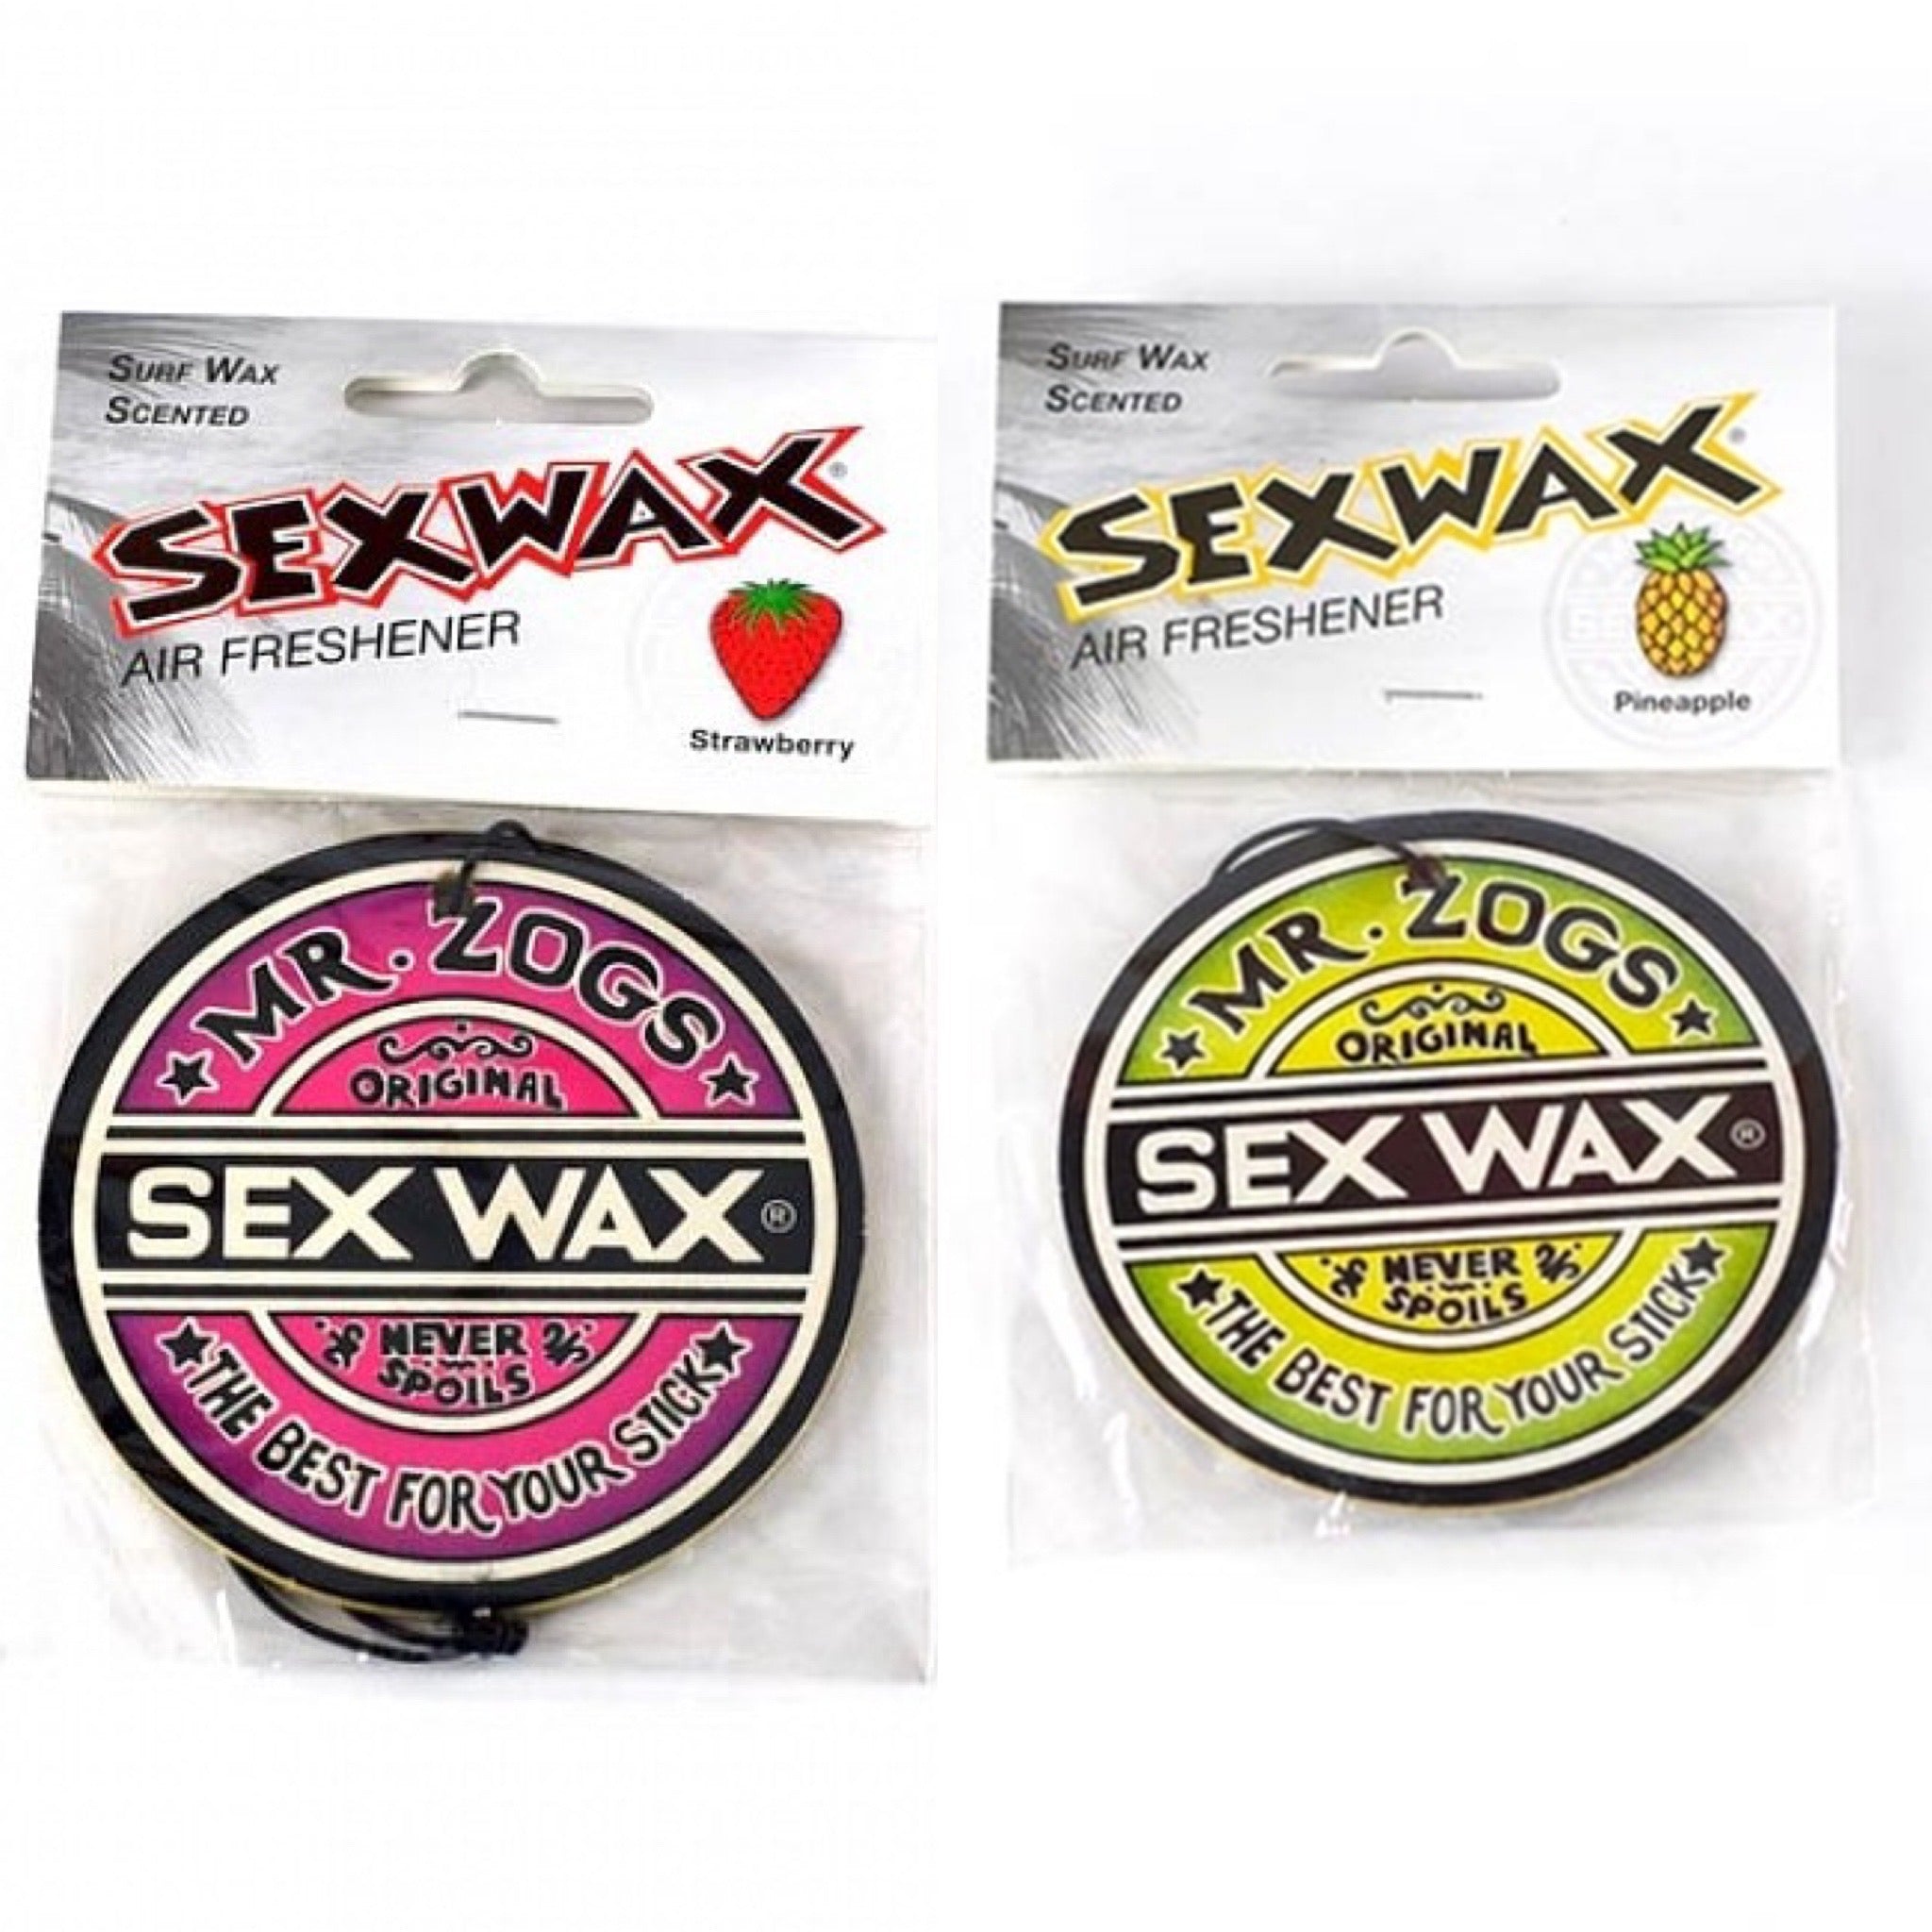 SURF WAX
SCENTED
SEXWAX®
AIR FRESHENER
Strawberry
MR. ZOGS
ORIGINAL
SEX WAX®
NEVER
SPOILS
THE BEST FOR YOUR STICK
SURF WAX
SCENTED
SEXWAX®
AIR FRESHENER
Pineapple
MR. ZOGS
ORIGINAL
SEX WAX®
NEVER
SPOILS
THE BEST FOR YOUR STICK